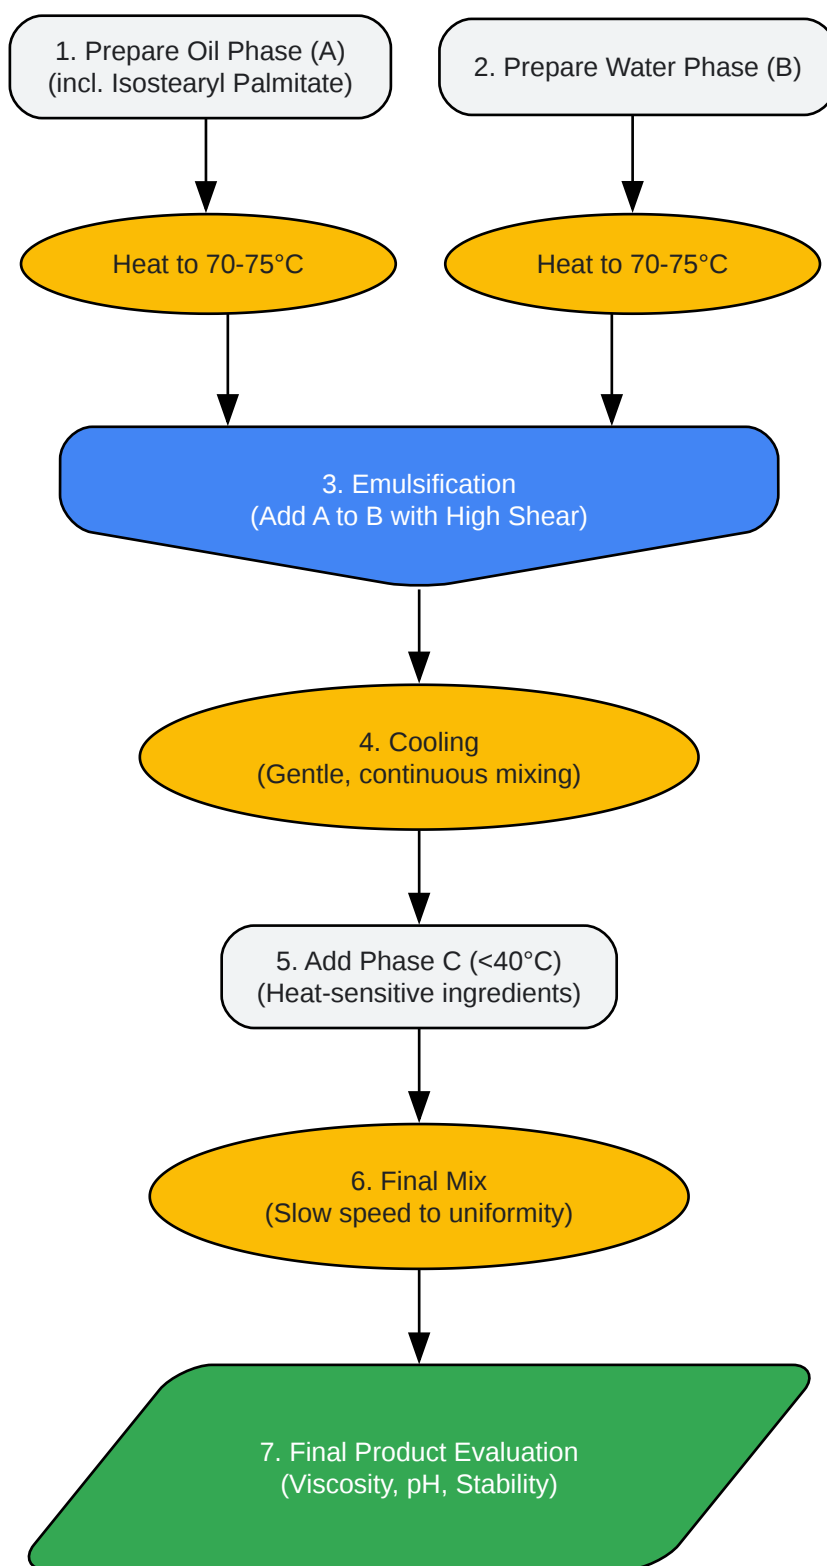 1. Prepare Oil Phase (A)
(incl. Isostearyl Palmitate)
2. Prepare Water Phase (B)
Heat to 70-75°C
Heat to 70-75°C
3. Emulsification
(Add A to B with High Shear)
4. Cooling
(Gentle, continuous mixing)
5. Add Phase C (<40°C)
(Heat-sensitive ingredients)
6. Final Mix
(Slow speed to uniformity)
7. Final Product Evaluation
(Viscosity, pH, Stability)